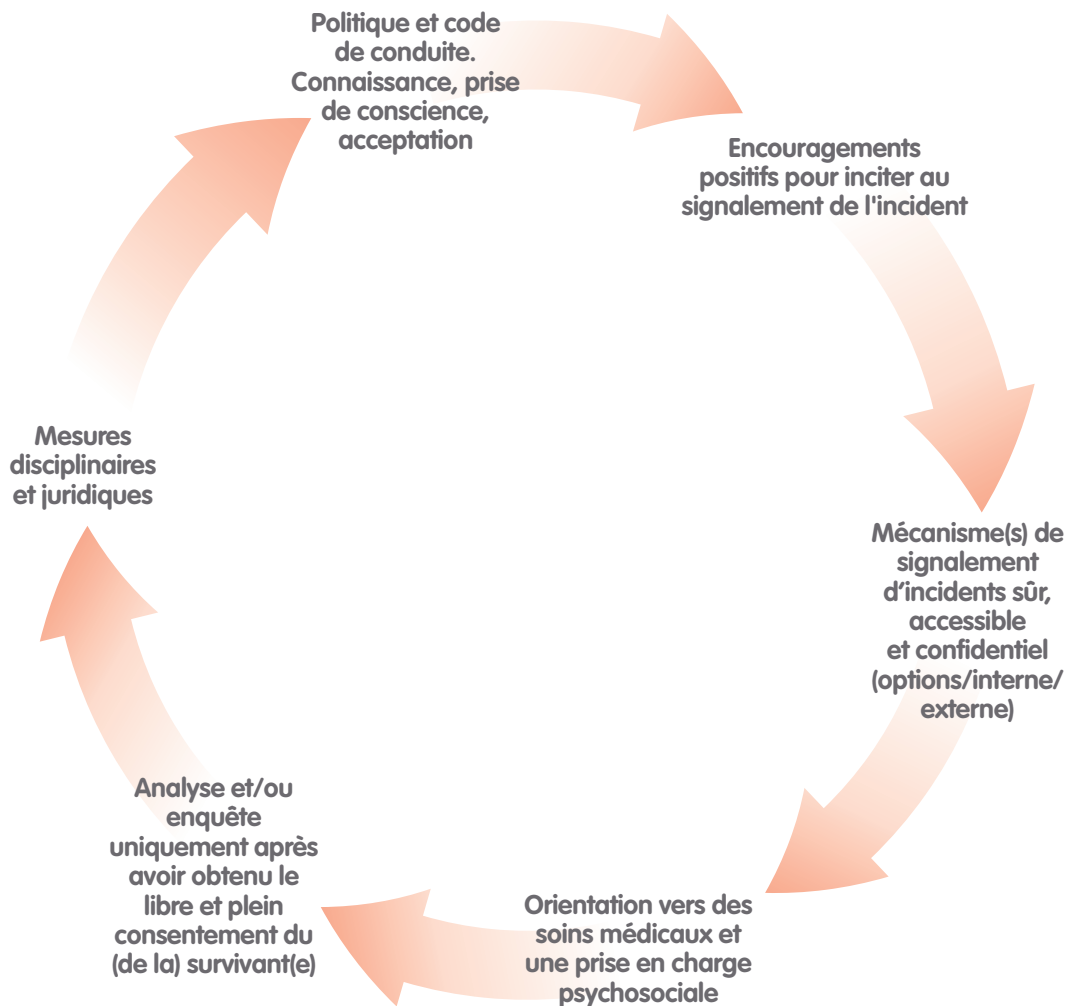 Politique et code
de conduite.
Connaissance, prise
de conscience,
acceptation
Encouragements
positifs pour inciter au
signalement de l'incident
Mécanisme(s) de
signalement
d’incidents sûr,
accessible
et confidentiel
(options/interne/
externe)
Orientation vers des
soins médicaux et
une prise en charge
psychosociale
Analyse et/ou
enquête
uniquement après
avoir obtenu le
libre et plein
consentement du
(de la) survivant(e)
Mesures
disciplinaires
et juridiques